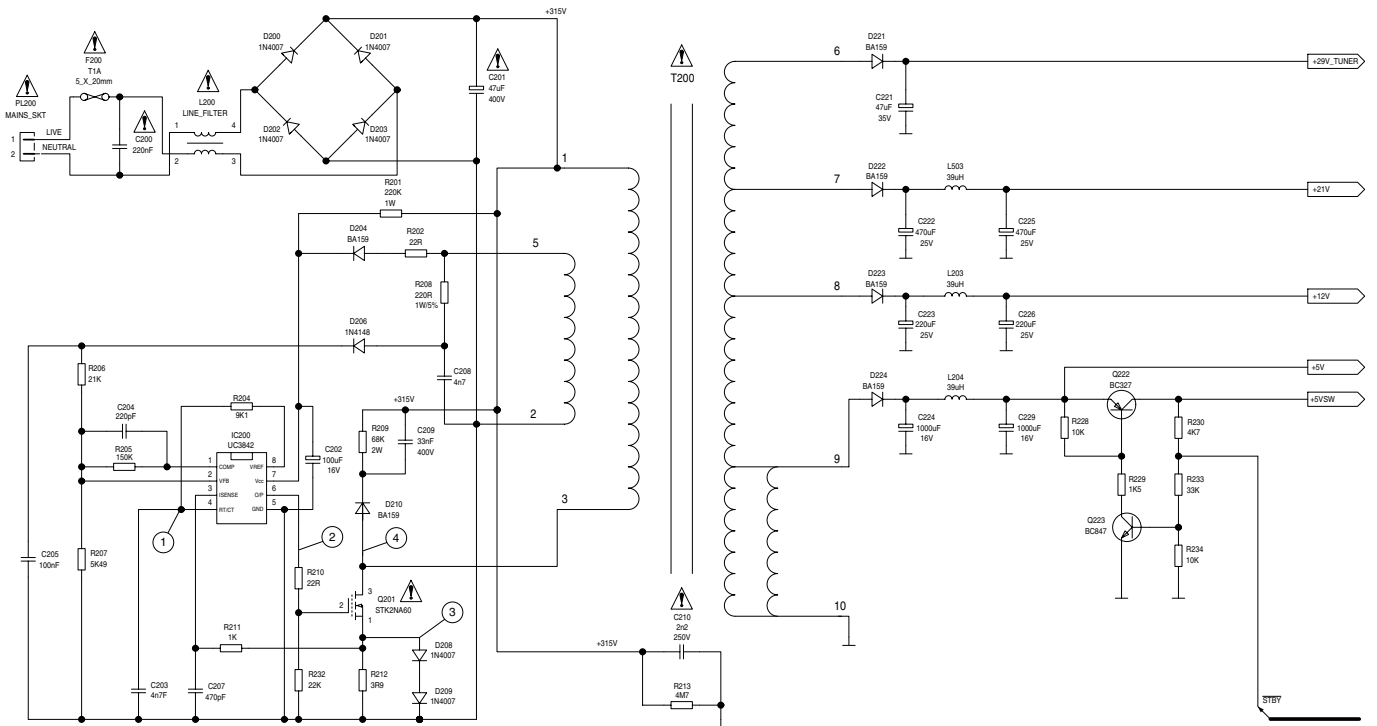 +315V
D200
1N4007
D201
1N4007
F200
T1A
5_X_20mm
PL200
MAINS_SKT
1
LIVE
2
NEUTRAL
C200
220nF
L200
LINE_FILTER
1
4
2
3
D202
1N4007
D203
1N4007
C201
47uF
400V
T200
R201
220K
1W
1
D204
BA159
R202
22R
5
R208
220R
1W/5%
D206
1N4148
C208
4n7
2
R206
21K
C204
220pF
R204
9K1
R205
150K
IC200
UC3842
1
COMP
VREF
8
2
VFB
Vcc
7
3
ISENSE
O/P
6
4
RT/CT
GND
5
C202
100uF
16V
+315V
R209
68K
2W
C209
33nF
400V
D210
BA159
3
1
2
4
C205
100nF
R207
5K49
R210
22R
3
2
1
Q201
STK2NA60
3
R211
1K
D208
1N4007
D209
1N4007
R232
22K
R212
3R9
C203
4n7F
C207
470pF
+315V
C210
2n2
250V
R213
4M7
6
D221
BA159
+29V_TUNER
C221
47uF
35V
7
D222
BA159
L503
39uH
+21V
C222
470uF
25V
C225
470uF
25V
8
D223
BA159
L203
39uH
+12V
C223
220uF
25V
C226
220uF
25V
D224
BA159
L204
39uH
+5V
Q222
BC327
+5VSW
C224
1000uF
16V
C229
1000uF
16V
R228
10K
R230
4K7
9
R229
1K5
R233
33K
Q223
BC847
R234
10K
10
STBY